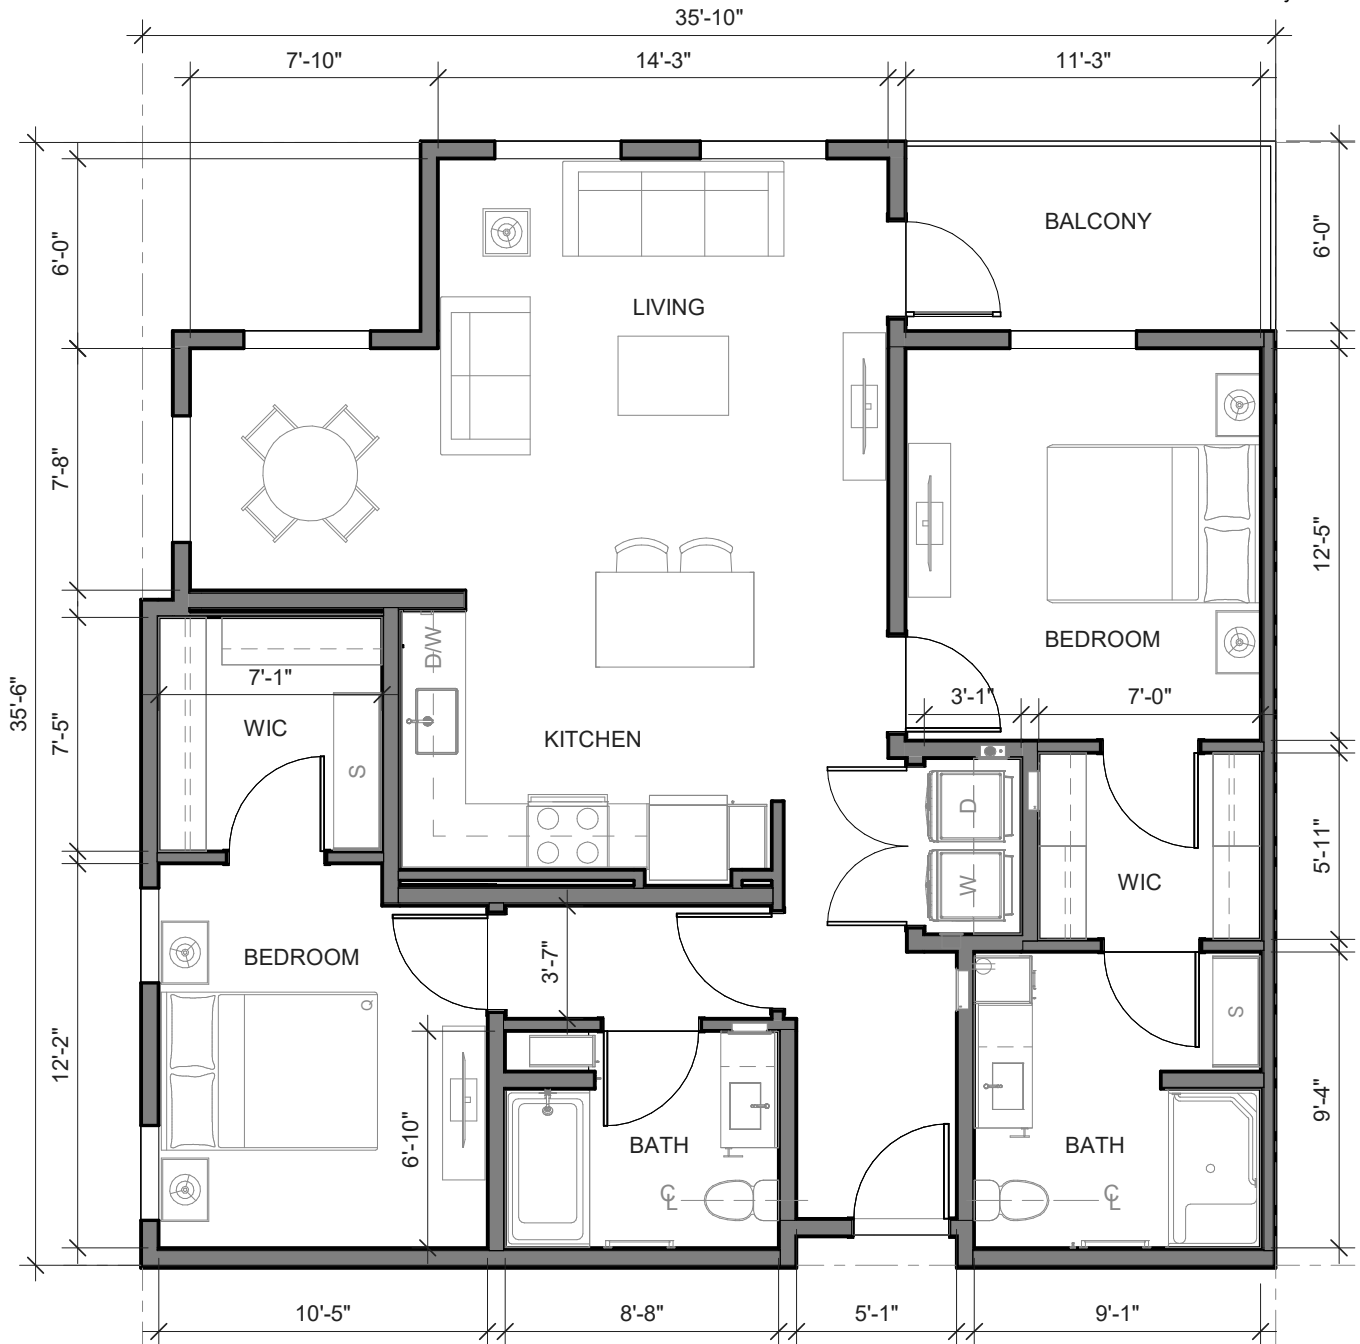 35'-10"
7'-10"
14'-3"
11'-3"
6'-0"
BALCONY
6'-0"
LIVING
7'-8"
12'-5"
D/W
BEDROOM
35'-6"
7'-1"
3'-1"
7'-0"
7'-5"
WIC
KITCHEN
S
D
5'-11"
W
WIC
BEDROOM
3'-7"
Q
S
12'-2"
6'-10"
9'-4"
BATH
BATH
℄
℄
10'-5"
8'-8"
5'-1"
9'-1"